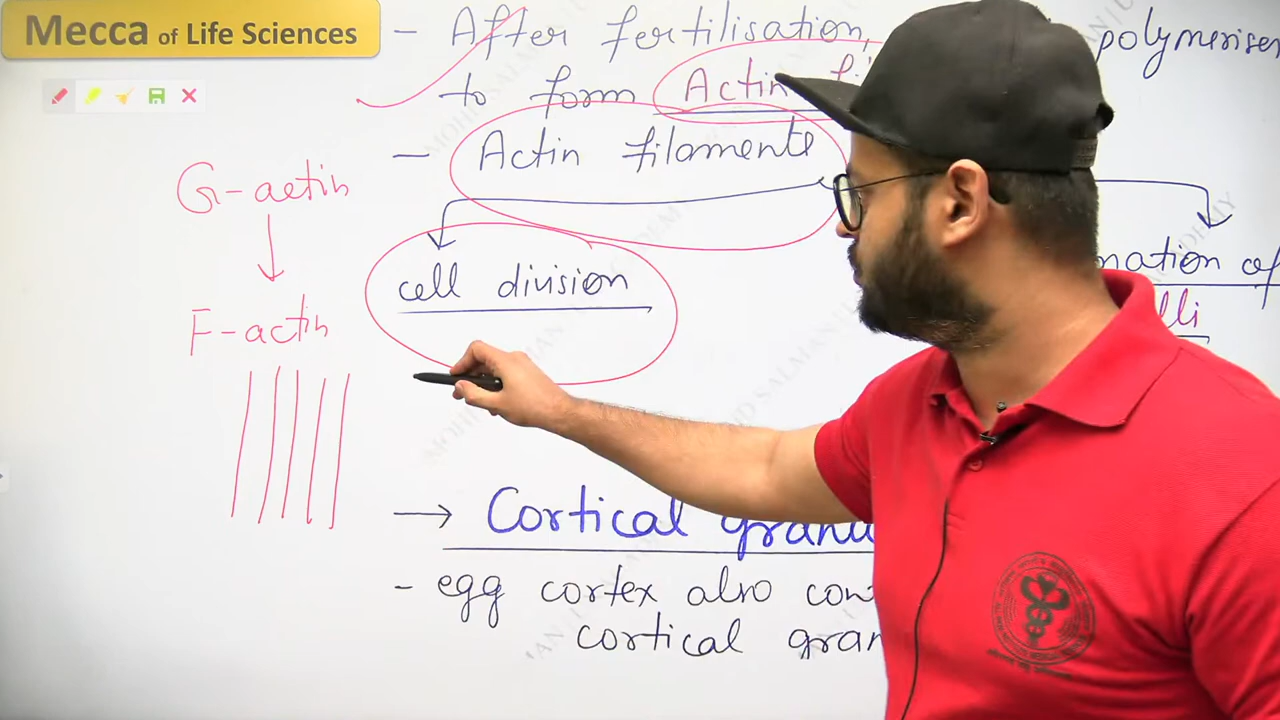 Mecca of Life Sciences
- After fertilisation, polymerises
to form Actin
- Actin filaments
G-actin
F-actin
cell division
mation of
lli
→ Cortical granu
- egg cortex also con
cortical gran